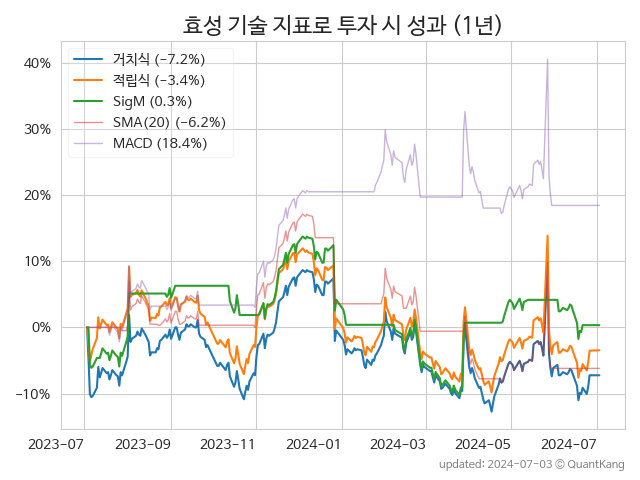 효성 기술 지표로 투자 시 성과 (1년)
40%
30%
20%
10%
0%
−10%
거치식 (−7.2%)
적립식 (−3.4%)
SigM (0.3%)
SMA(20) (−6.2%)
MACD (18.4%)
2023-07
2023-09
2023-11
2024-01
2024-03
2024-05
2024-07
updated: 2024-07-03 © QuantKang